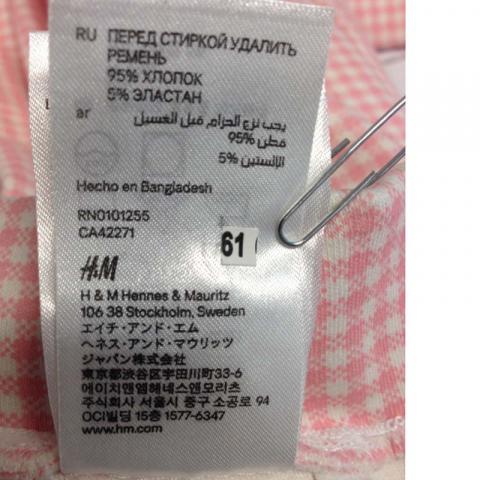 RU ПЕРЕД СТИРКОЙ УДАЛИТЬ
РЕМЕНЬ
95% ХЛОПОК
5% ЭЛАСТАН
ar
يجب نزع الحزام قبل الغسيل
قطن 95%
الإلستين 5%
Hecho en Bangladesh
RN0101255
CA42271
61
H&M
H & M Hennes & Mauritz
106 38 Stockholm, Sweden
エイチ・アンド・エム
ヘネス・アンド・マウリッツ
ジャパン株式会社
東京都渋谷区宇田川町33-6
에이치앤엠헤네스앤모리츠
주식회사 서울시 중구 소공로 94
OCI빌딩 15층 1577-6347
www.hm.com